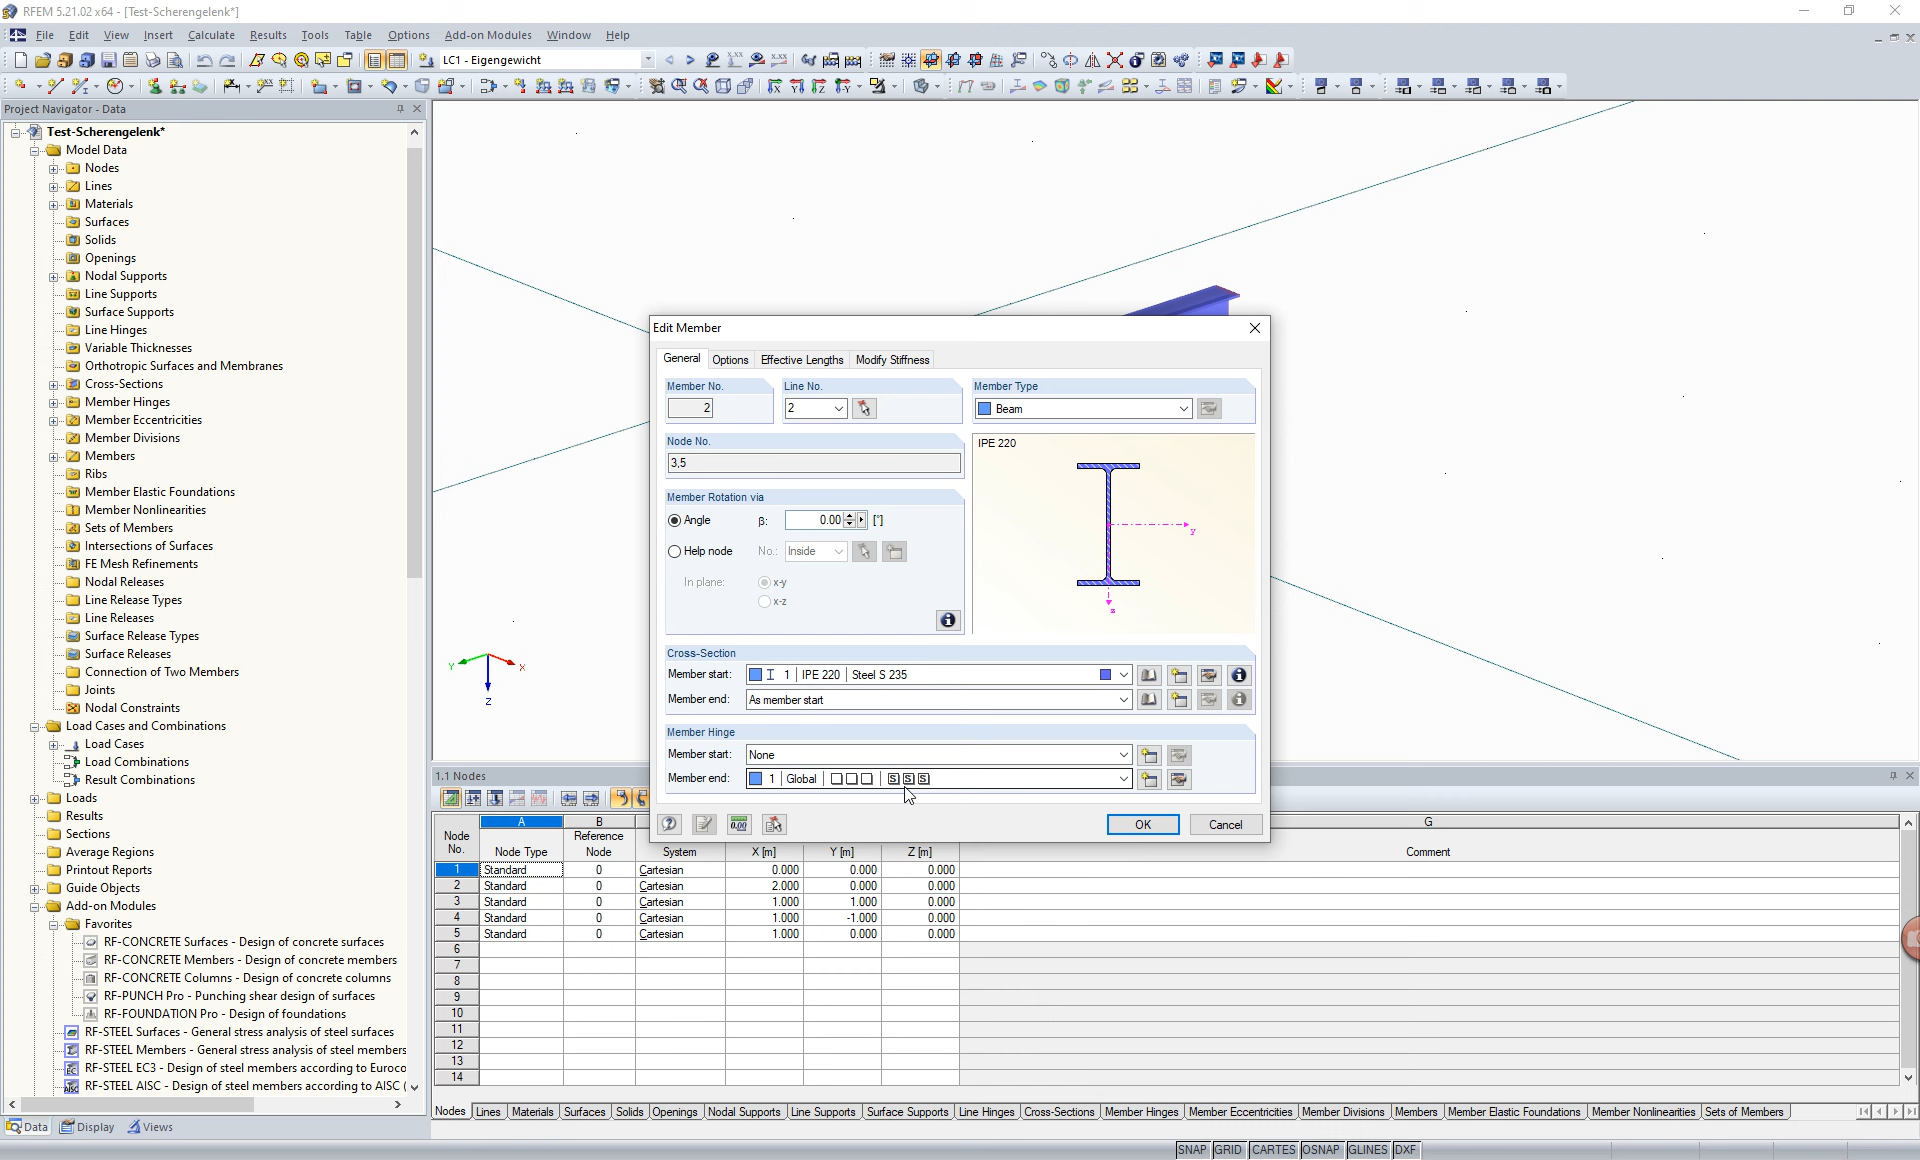 RFEM 5.21.02 x64 - [Test-Scherengelenk*]
File Edit View Insert Calculate Results Tools Table Options Add-on Modules Window Help
LC1 - Eigengewicht
Project Navigator - Data
Test-Scherengelenk*
Model Data
Nodes
Lines
Materials
Surfaces
Solids
Openings
Nodal Supports
Line Supports
Surface Supports
Line Hinges
Variable Thicknesses
Orthotropic Surfaces and Membranes
Cross-Sections
Member Hinges
Member Eccentricities
Member Divisions
Members
Ribs
Member Elastic Foundations
Member Nonlinearities
Sets of Members
Intersections of Surfaces
FE Mesh Refinements
Nodal Releases
Line Release Types
Line Releases
Surface Release Types
Surface Releases
Connection of Two Members
Joints
Nodal Constraints
Load Cases and Combinations
Load Cases
Load Combinations
Result Combinations
Loads
Results
Sections
Average Regions
Printout Reports
Guide Objects
Add-on Modules
Favorites
RF-CONCRETE Surfaces - Design of concrete surfaces
RF-CONCRETE Members - Design of concrete members
RF-CONCRETE Columns - Design of concrete columns
RF-PUNCH Pro - Punching shear design of surfaces
RF-FOUNDATION Pro - Design of foundations
RF-STEEL Surfaces - General stress analysis of steel surfaces
RF-STEEL Members - General stress analysis of steel members
RF-STEEL EC3 - Design of steel members according to Euroco
RF-STEEL AISC - Design of steel members according to AISC (
Data Display Views
Y X
Z
Edit Member
General Options Effective Lengths Modify Stiffness
Member No. Line No. Member Type
2 2 Beam
Node No.
3,5
IPE 220
y
z
Member Rotation via
Angle β: 0.00 [°]
Help node No.: Inside
In plane: x-y
x-z
Cross-Section
Member start: 1 IPE 220 Steel S 235
Member end: As member start
Member Hinge
Member start: None
Member end: 1 Global S S S
OK Cancel
1.1 Nodes
A B G
Node No. Node Type Reference Node System X [m] Y [m] Z [m] Comment
1 Standard 0 Cartesian 0.000 0.000 0.000
2 Standard 0 Cartesian 2.000 0.000 0.000
3 Standard 0 Cartesian 1.000 1.000 0.000
4 Standard 0 Cartesian 1.000 -1.000 0.000
5 Standard 0 Cartesian 1.000 0.000 0.000
6
7
8
9
10
11
12
13
14
Nodes Lines Materials Surfaces Solids Openings Nodal Supports Line Supports Surface Supports Line Hinges Cross-Sections Member Hinges Member Eccentricities Member Divisions Members Member Elastic Foundations Member Nonlinearities Sets of Members
SNAP GRID CARTES OSNAP GLINES DXF